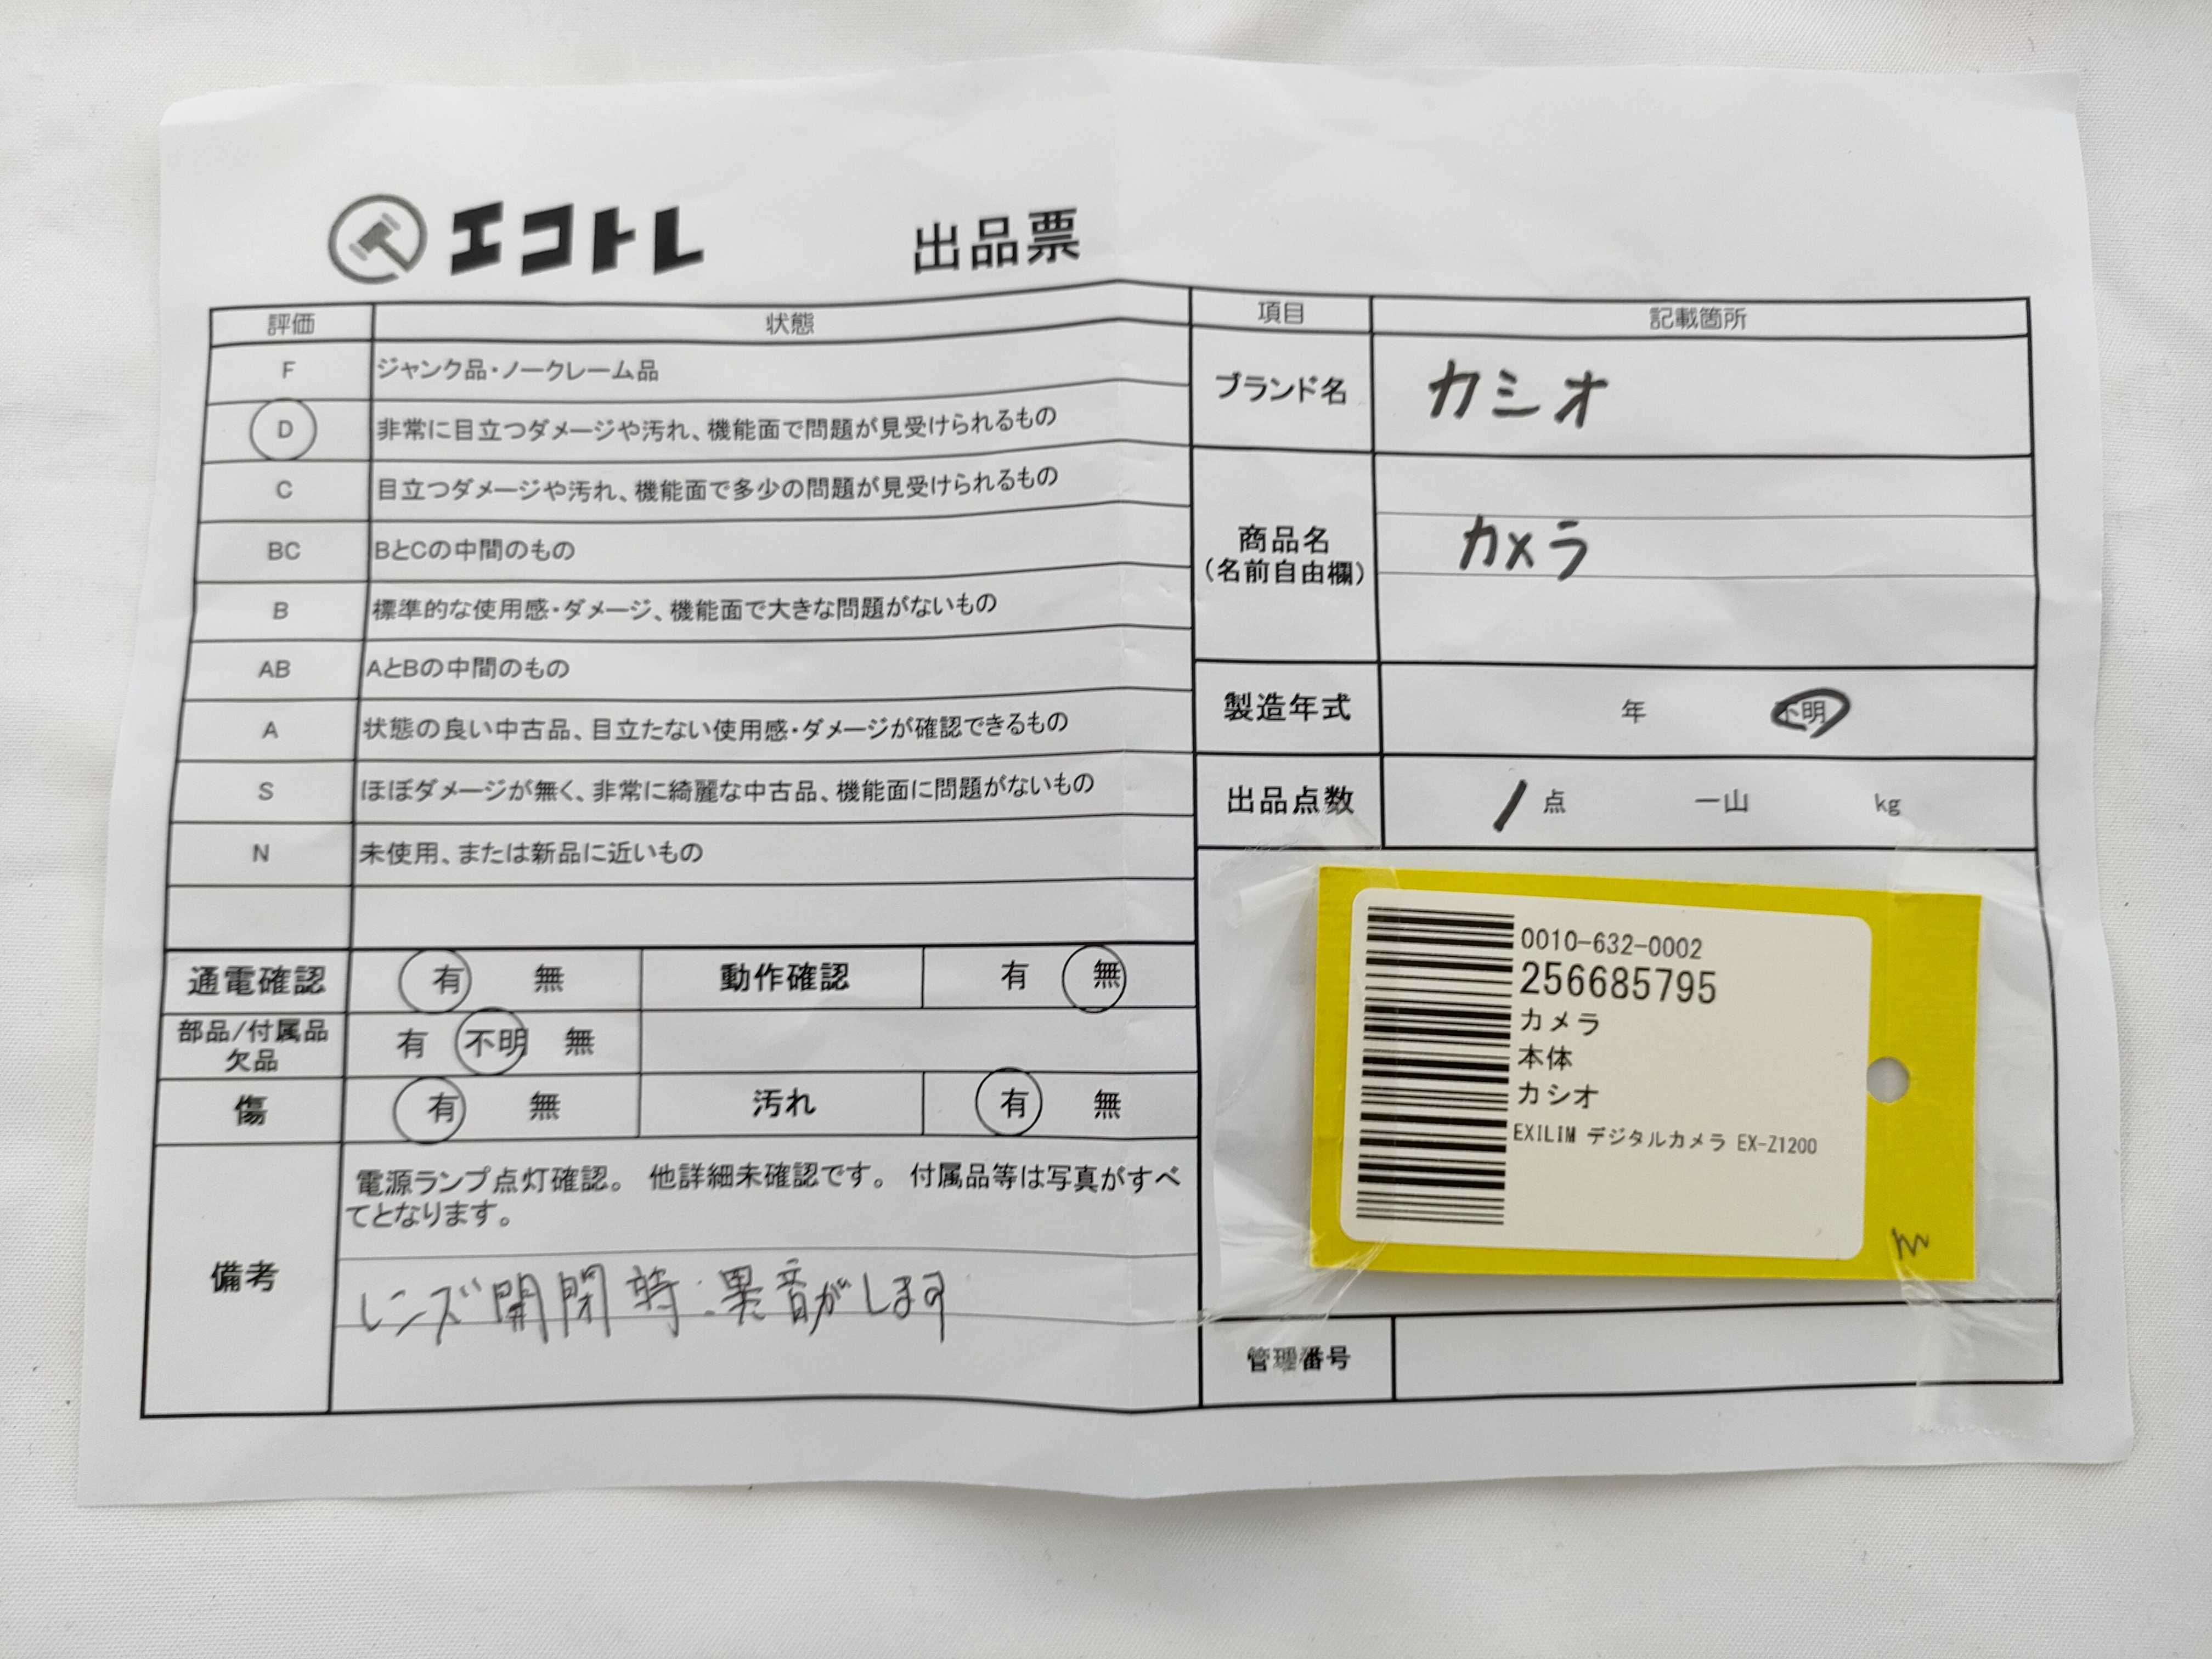 エコトレ
出品票
評価 状態
F ジャンク品・ノークレーム品
D 非常に目立つダメージや汚れ、機能面で問題が見受けられるもの
C 目立つダメージや汚れ、機能面で多少の問題が見受けられるもの
BC BとCの中間のもの
B 標準的な使用感・ダメージ、機能面で大きな問題がないもの
AB AとBの中間のもの
A 状態の良い中古品、目立たない使用感・ダメージが確認できるもの
S ほぼダメージが無く、非常に綺麗な中古品、機能面に問題がないもの
N 未使用、または新品に近いもの
通電確認 有 無 動作確認 有 無
部品/付属品
欠品
有 不明 無
傷 有 無 汚れ 有 無
備考
電源ランプ点灯確認。 他詳細未確認です。 付属品等は写真がすべ
てとなります。
レンズ開閉時、異音がします
項目 記載箇所
ブランド名 カシオ
商品名
(名前自由欄)
カメラ
製造年式 年 不明
出品点数 1点 一山 kg
0010-632-0002
256685795
カメラ
本体
カシオ
EXILIM デジタルカメラ EX-Z1200
管理番号